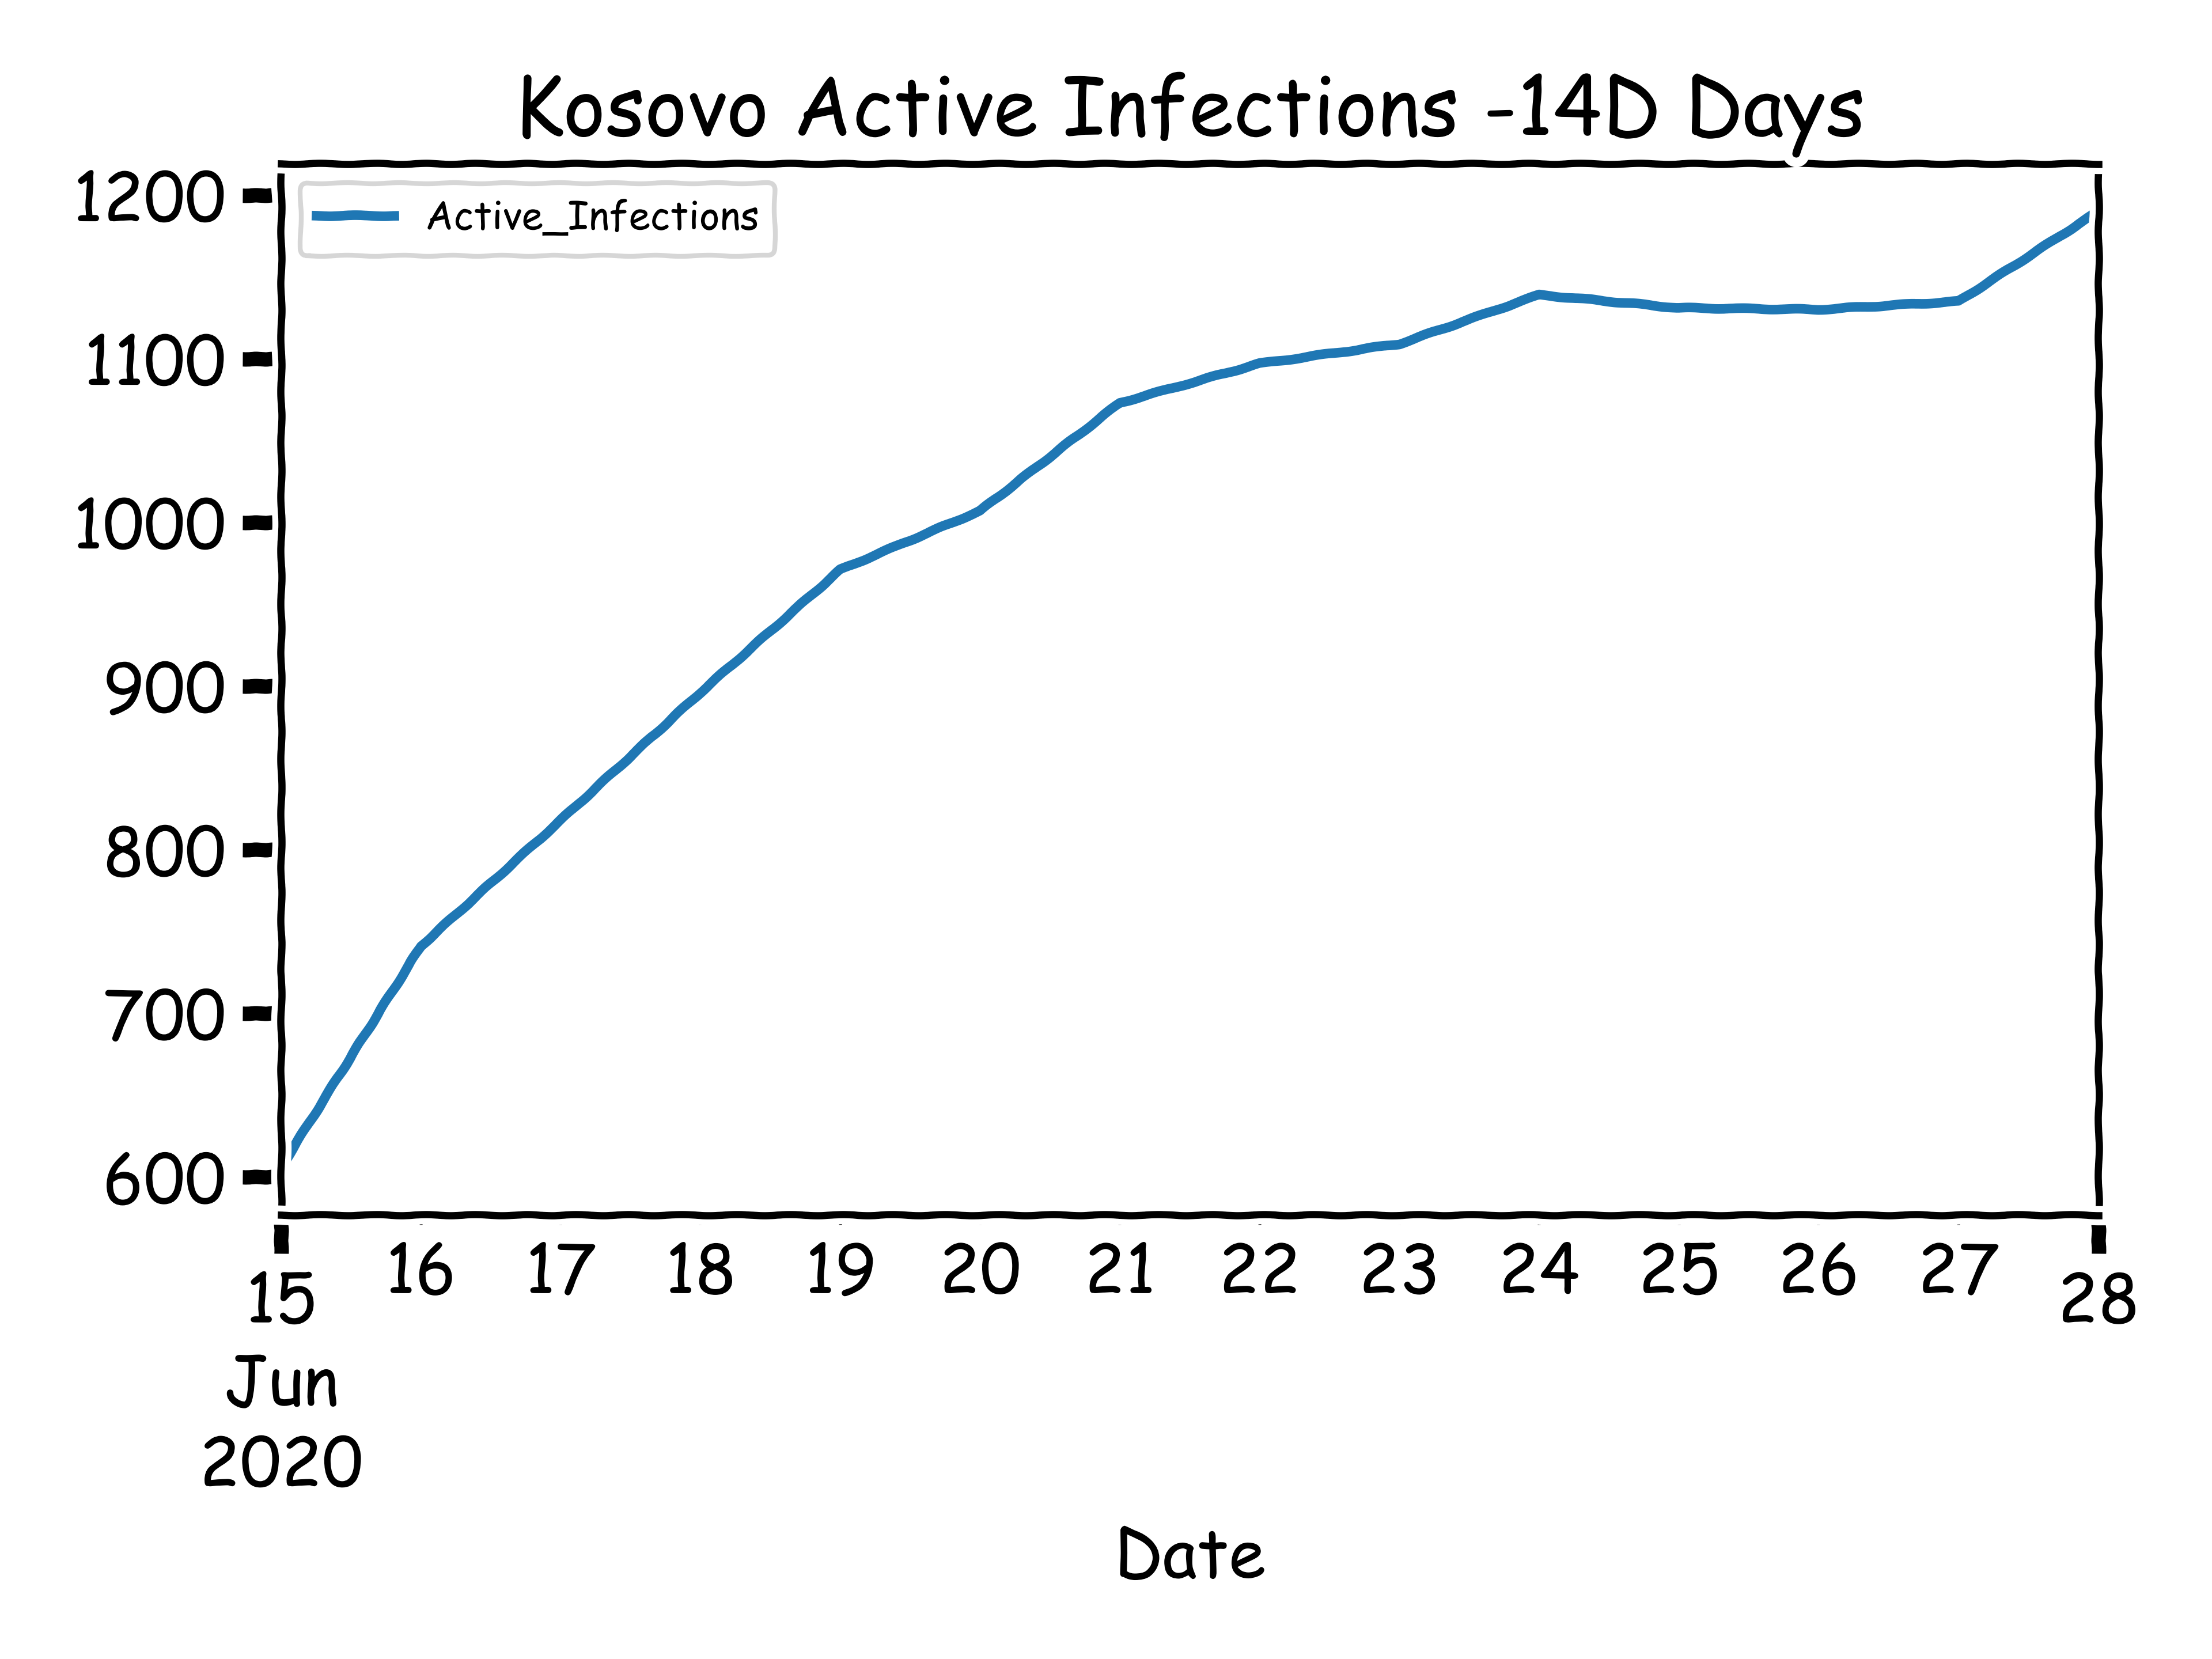 Kosovo Active Infections -14D Days
Active_Infections
1200
1100
1000
900
800
700
600
15 16 17 18 19 20 21 22 23 24 25 26 27 28
Jun
2020
Date